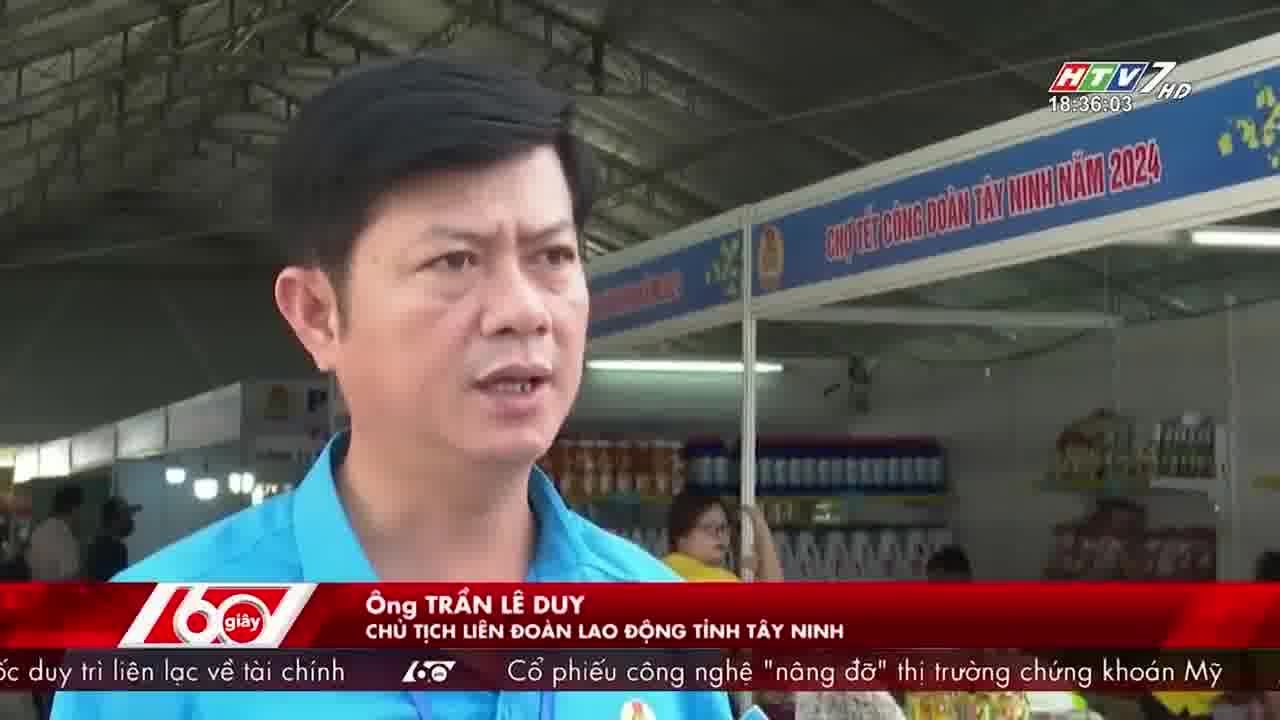 HTV7 HD
18:36:03
CHỢ TẾT CÔNG ĐOÀN TÂY NINH NĂM 2024
60 giây
Ông TRẦN LÊ DUY
CHỦ TỊCH LIÊN ĐOÀN LAO ĐỘNG TỈNH TÂY NINH
ốc duy trì liên lạc về tài chính 60 giây Cổ phiếu công nghệ "nâng đỡ" thị trường chứng khoán Mỹ